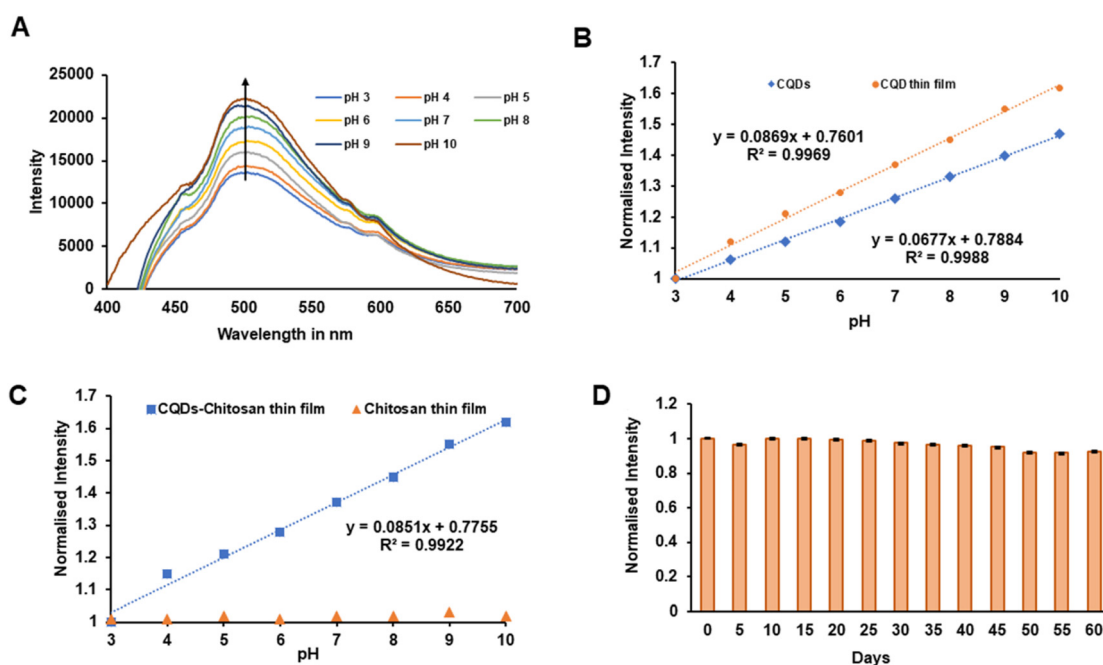 A
25000
20000
15000
10000
5000
0
Intensity
pH 3 pH 4 pH 5
pH 6 pH 7 pH 8
pH 9 pH 10
400 450 500 550 600 650 700
Wavelength in nm
B
1.7
1.6
1.5
1.4
1.3
1.2
1.1
1
Normalised Intensity
CQDs CQD thin film
y = 0.0869x + 0.7601
R² = 0.9969
y = 0.0677x + 0.7884
R² = 0.9988
3 4 5 6 7 8 9 10
pH
C
1.7
1.6
1.5
1.4
1.3
1.2
1.1
1
Normalised Intensity
CQDs-Chitosan thin film Chitosan thin film
y = 0.0851x + 0.7755
R² = 0.9922
3 4 5 6 7 8 9 10
pH
D
1.2
1
0.8
0.6
0.4
0.2
0
Normalised Intensity
0 5 10 15 20 25 30 35 40 45 50 55 60
Days